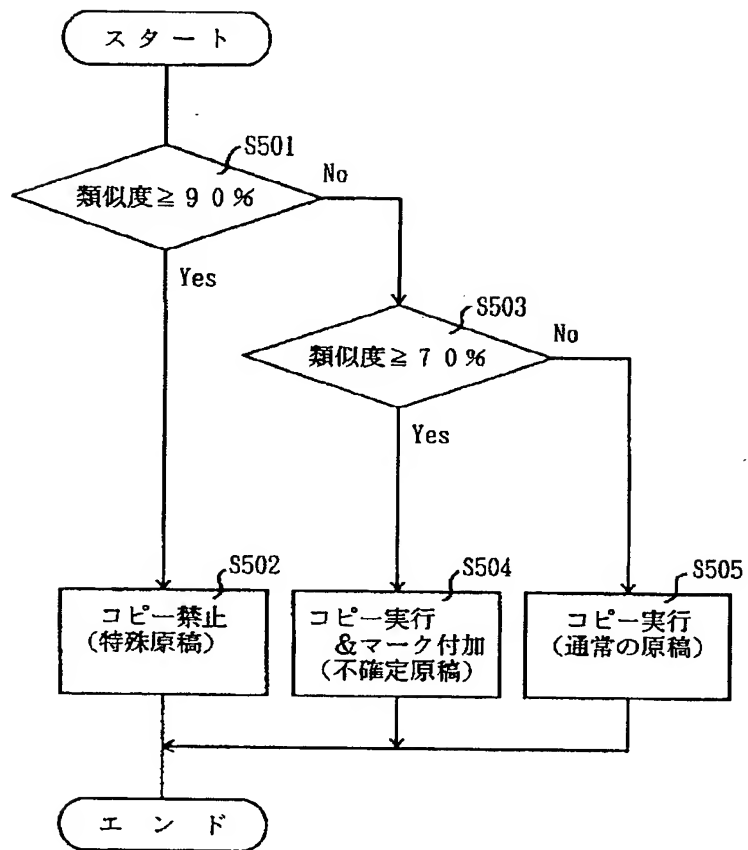 スタート
S501
類似度≧90%
No
Yes
S503
類似度≧70%
No
Yes
S502
コピー禁止
(特殊原稿)
S504
コピー実行
&マーク付加
(不確定原稿)
S505
コピー実行
(通常の原稿)
エンド